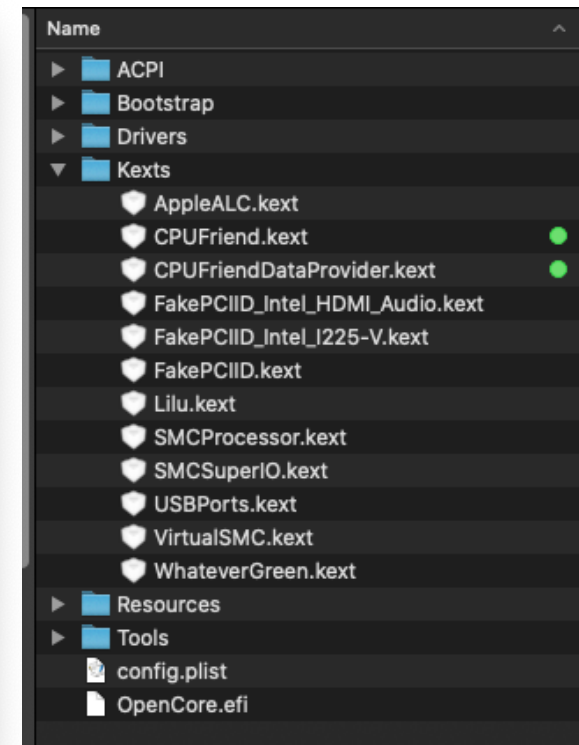 Name
ACPI
Bootstrap
Drivers
Kexts
AppleALC.kext
CPUFriend.kext
CPUFriendDataProvider.kext
FakePCIID_Intel_HDMI_Audio.kext
FakePCIID_Intel_I225-V.kext
FakePCIID.kext
Lilu.kext
SMCProcessor.kext
SMCSuperIO.kext
USBPorts.kext
VirtualSMC.kext
WhateverGreen.kext
Resources
Tools
config.plist
OpenCore.efi